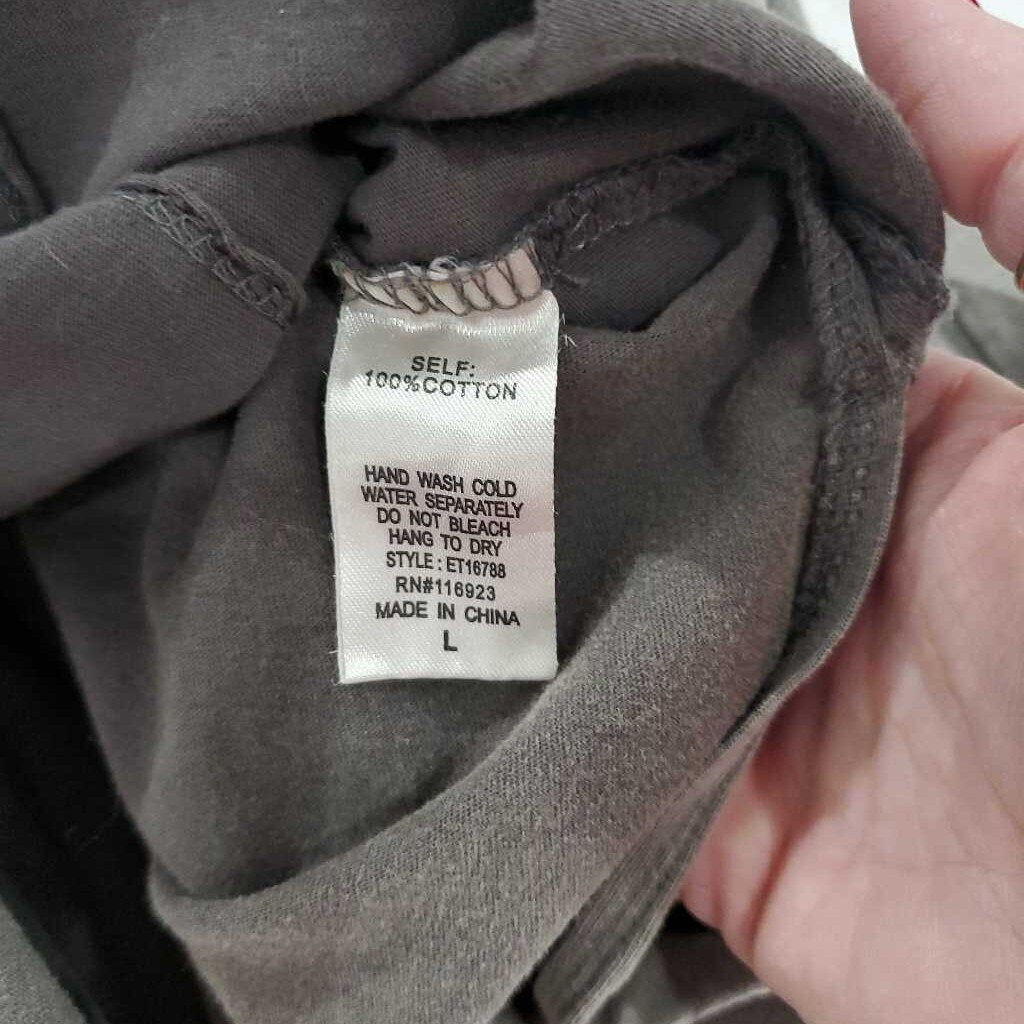 SELF:
100%COTTON
HAND WASH COLD
WATER SEPARATELY
DO NOT BLEACH
HANG TO DRY
STYLE : ET16788
RN#116923
MADE IN CHINA
L